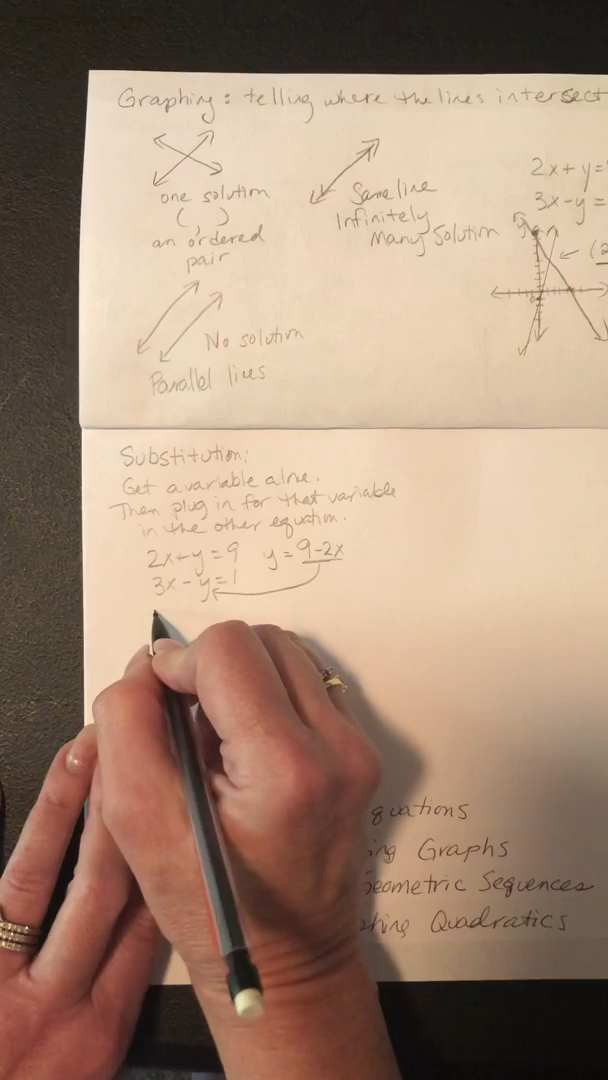 Graphing: telling where the lines intersect
one solution
( , )
an ordered
pair
Same line
Infinitely
Many Solution
2x + y =
3x - y =
y
(2
No solution
Parallel lines
Substitution:
Get a variable alone.
Then plug in for that variable
in the other equation.
2x + y = 9 y = 9 - 2x
3x - y = 1
Graphs
Geometric Sequences
Quadratics